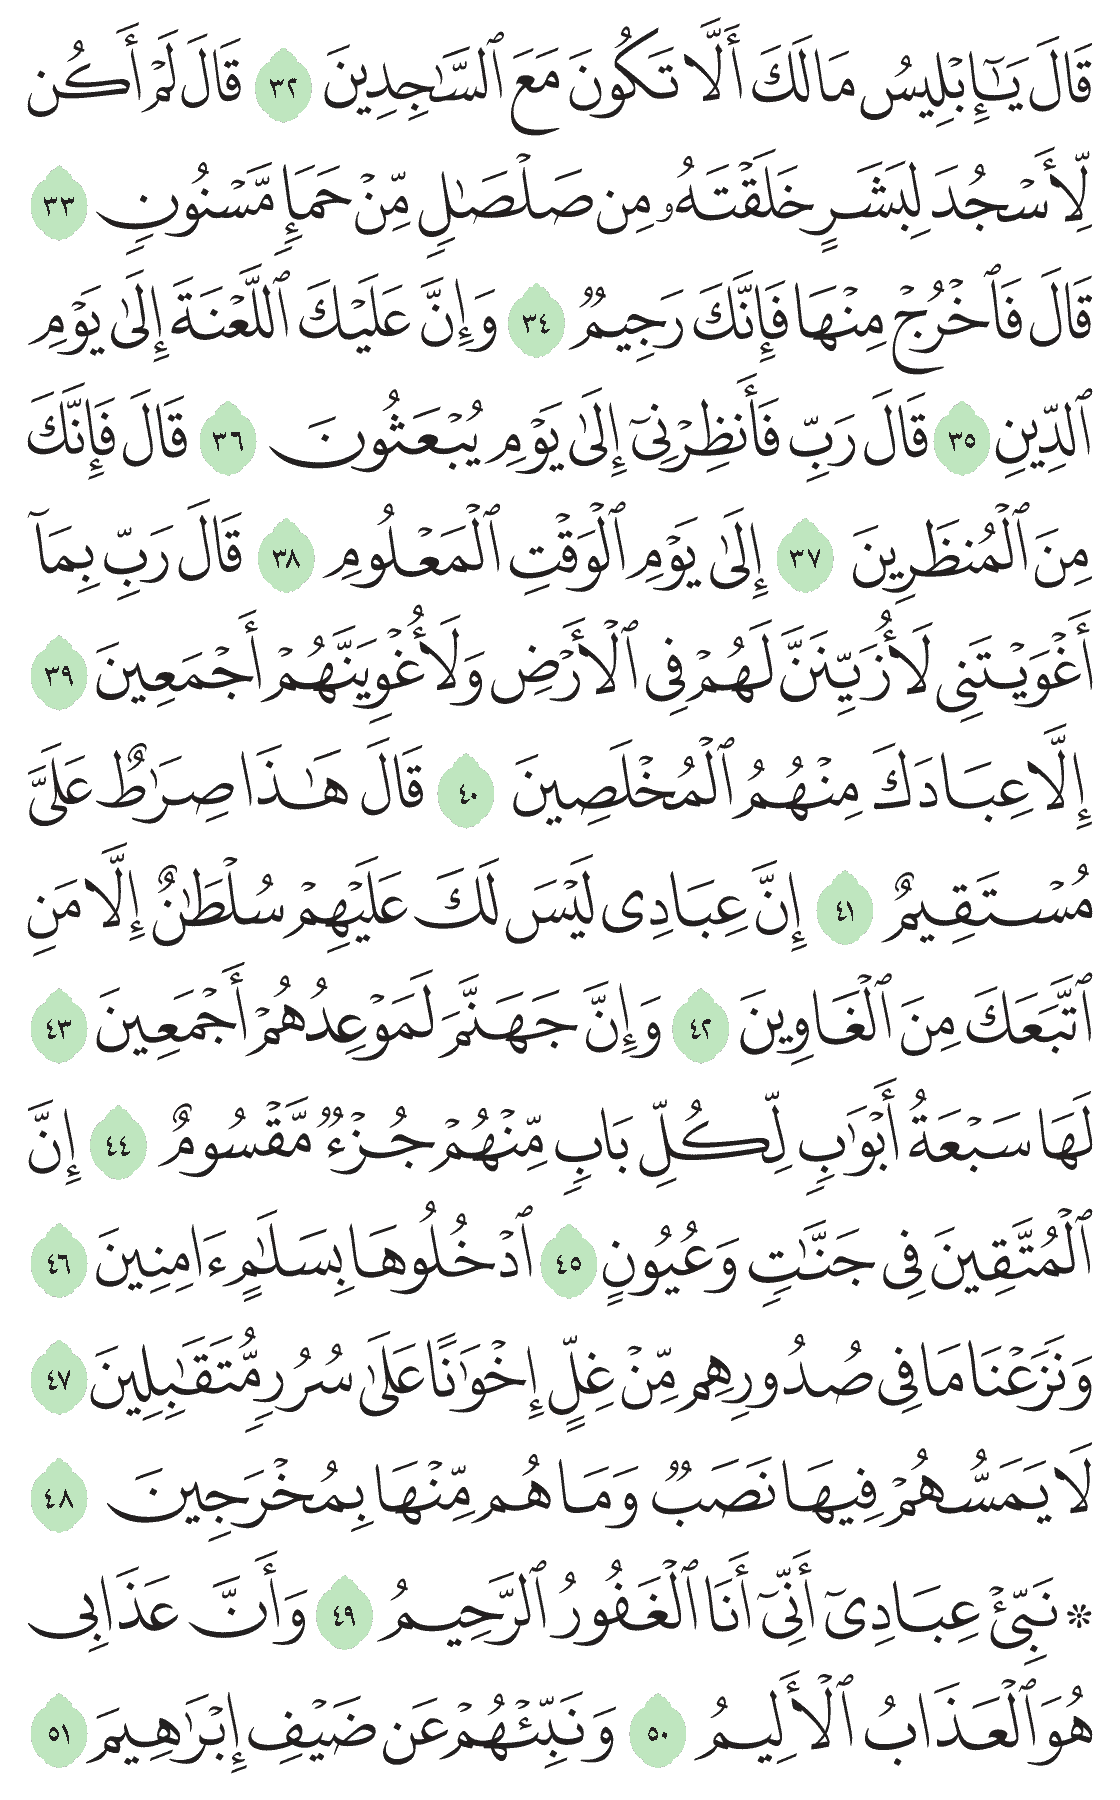 قَالَ يَٰٓإِبۡلِيسُ مَا لَكَ أَلَّا تَكُونَ مَعَ ٱلسَّٰجِدِينَ ٣٢ قَالَ لَمۡ أَكُن
لِّأَسۡجُدَ لِبَشَرٍ خَلَقۡتَهُۥ مِن صَلۡصَٰلٖ مِّنۡ حَمَإٖ مَّسۡنُونٖ ٣٣
قَالَ فَٱخۡرُجۡ مِنۡهَا فَإِنَّكَ رَجِيمٞ ٣٤ وَإِنَّ عَلَيۡكَ ٱللَّعۡنَةَ إِلَىٰ يَوۡمِ
ٱلدِّينِ ٣٥ قَالَ رَبِّ فَأَنظِرۡنِيٓ إِلَىٰ يَوۡمِ يُبۡعَثُونَ ٣٦ قَالَ فَإِنَّكَ
مِنَ ٱلۡمُنظَرِينَ ٣٧ إِلَىٰ يَوۡمِ ٱلۡوَقۡتِ ٱلۡمَعۡلُومِ ٣٨ قَالَ رَبِّ بِمَآ
أَغۡوَيۡتَنِي لَأُزَيِّنَنَّ لَهُمۡ فِي ٱلۡأَرۡضِ وَلَأُغۡوِيَنَّهُمۡ أَجۡمَعِينَ ٣٩
إِلَّا عِبَادَكَ مِنۡهُمُ ٱلۡمُخۡلَصِينَ ٤٠ قَالَ هَٰذَا صِرَٰطٌ عَلَيَّ
مُسۡتَقِيمٌ ٤١ إِنَّ عِبَادِي لَيۡسَ لَكَ عَلَيۡهِمۡ سُلۡطَٰنٌ إِلَّا مَنِ
ٱتَّبَعَكَ مِنَ ٱلۡغَاوِينَ ٤٢ وَإِنَّ جَهَنَّمَ لَمَوۡعِدُهُمۡ أَجۡمَعِينَ ٤٣
لَهَا سَبۡعَةُ أَبۡوَٰبٖ لِّكُلِّ بَابٖ مِّنۡهُمۡ جُزۡءٞ مَّقۡسُومٌ ٤٤ إِنَّ
ٱلۡمُتَّقِينَ فِي جَنَّٰتٖ وَعُيُونٍ ٤٥ ٱدۡخُلُوهَا بِسَلَٰمٍ ءَامِنِينَ ٤٦
وَنَزَعۡنَا مَا فِي صُدُورِهِم مِّنۡ غِلٍّ إِخۡوَٰنًا عَلَىٰ سُرُرٖ مُّتَقَٰبِلِينَ ٤٧
لَا يَمَسُّهُمۡ فِيهَا نَصَبٞ وَمَا هُم مِّنۡهَا بِمُخۡرَجِينَ ٤٨
۞ نَبِّئۡ عِبَادِيٓ أَنِّيٓ أَنَا ٱلۡغَفُورُ ٱلرَّحِيمُ ٤٩ وَأَنَّ عَذَابِي
هُوَ ٱلۡعَذَابُ ٱلۡأَلِيمُ ٥٠ وَنَبِّئۡهُمۡ عَن ضَيۡفِ إِبۡرَٰهِيمَ ٥١